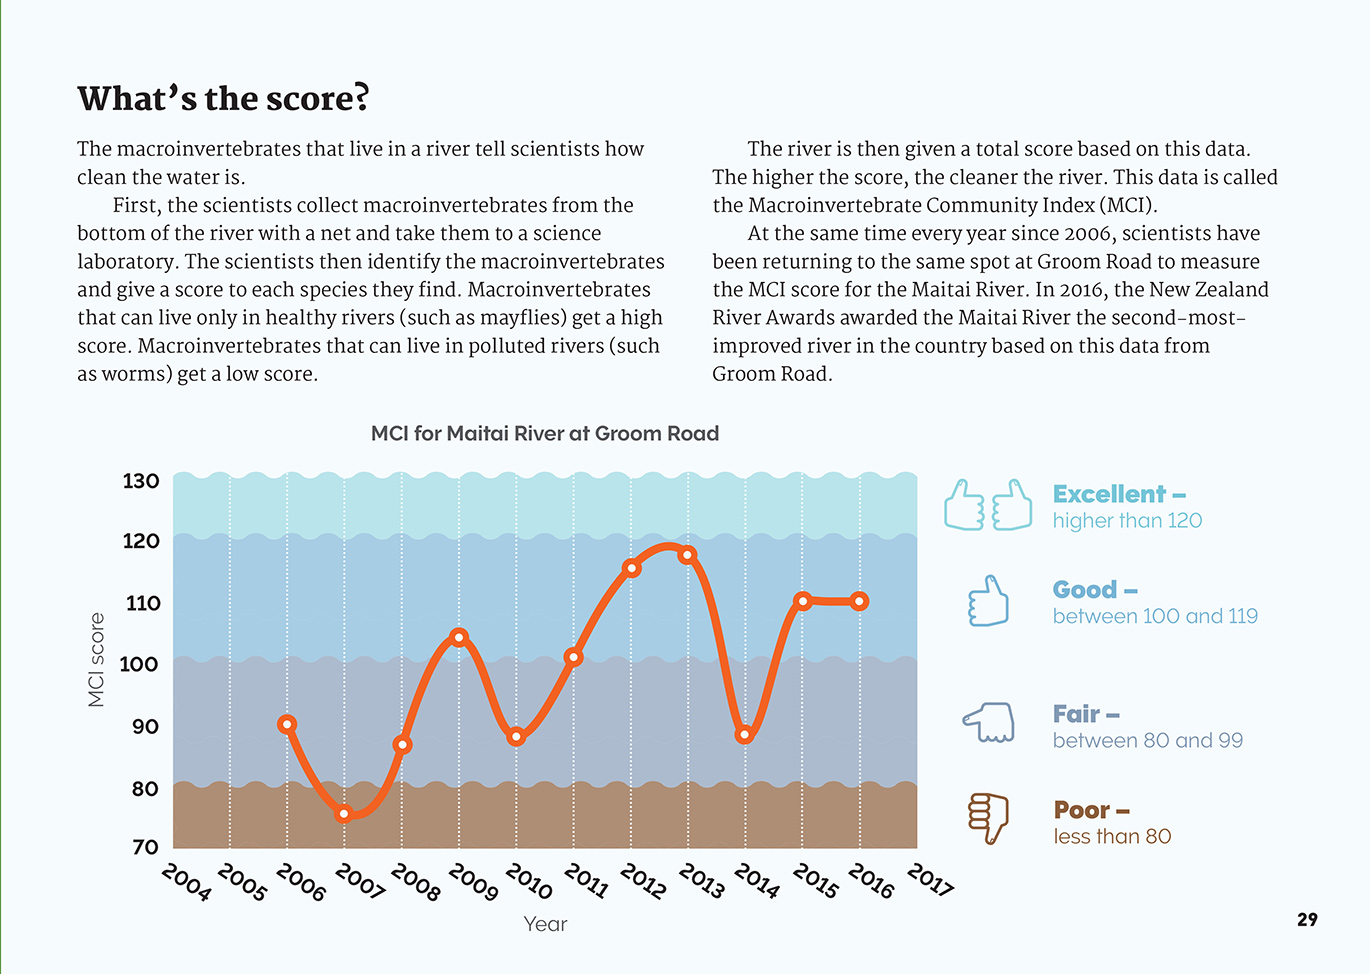 What’s the score?
The macroinvertebrates that live in a river tell scientists how
clean the water is.
First, the scientists collect macroinvertebrates from the
bottom of the river with a net and take them to a science
laboratory. The scientists then identify the macroinvertebrates
and give a score to each species they find. Macroinvertebrates
that can live only in healthy rivers (such as mayflies) get a high
score. Macroinvertebrates that can live in polluted rivers (such
as worms) get a low score.
The river is then given a total score based on this data.
The higher the score, the cleaner the river. This data is called
the Macroinvertebrate Community Index (MCI).
At the same time every year since 2006, scientists have
been returning to the same spot at Groom Road to measure
the MCI score for the Maitai River. In 2016, the New Zealand
River Awards awarded the Maitai River the second-most-
improved river in the country based on this data from
Groom Road.
MCI for Maitai River at Groom Road
MCI score
130
120
110
100
90
80
70
2004
2005
2006
2007
2008
2009
2010
2011
2012
2013
2014
2015
2016
2017
Year
Excellent –
higher than 120
Good –
between 100 and 119
Fair –
between 80 and 99
Poor –
less than 80
29